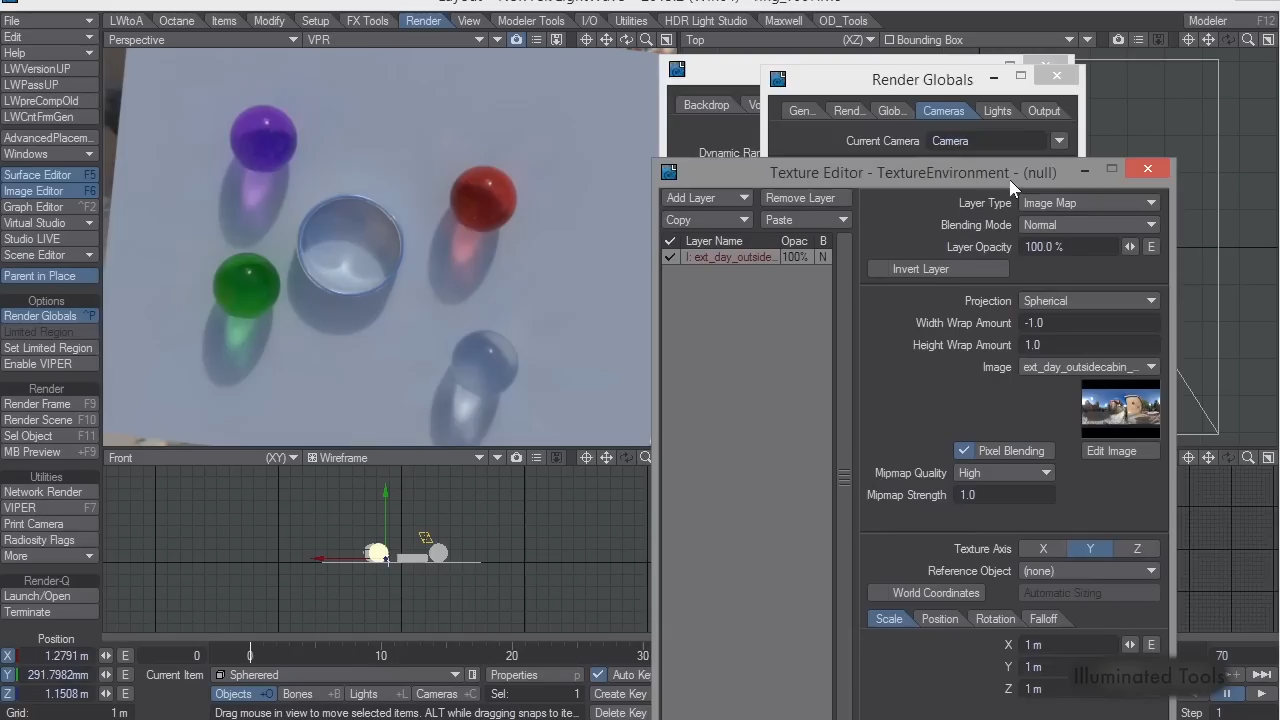 LWtoA Octane Items Modify Setup FX Tools Render View Modeler Tools I/O Utilities HDR Light Studio Maxwell OD_Tools Modeler F12
File
Edit
Help
LWVersionUP
LWPassUP
LWpreCompOld
LWCntFrmGen
AdvancedPlacem...
Windows
Surface Editor F5
Image Editor F6
Graph Editor ^F2
Virtual Studio
Studio LIVE
Scene Editor
Parent in Place
Options
Render Globals ^P
Limited Region
Set Limited Region
Enable VIPER
Render
Render Frame F9
Render Scene F10
Sel Object F11
MB Preview +F9
Utilities
Network Render
VIPER F7
Print Camera
Radiosity Flags
More
Render-Q
Launch/Open
Terminate
Position
X 1.2791 m E
Y 291.7982mm E
Z 1.1508 m E
Grid: 1 m
Perspective VPR Top (XZ) Bounding Box
Backdrop
Dynamic Ran
Render Globals
Gen... Rend... Glob... Cameras Lights Output
Current Camera Camera
Texture Editor - TextureEnvironment - (null)
Add Layer Remove Layer
Copy Paste
Layer Name Opac B
I: ext_day_outside... 100% N
Layer Type Image Map
Blending Mode Normal
Layer Opacity 100.0 % E
Invert Layer
Projection Spherical
Width Wrap Amount -1.0
Height Wrap Amount 1.0
Image ext_day_outsidecabin_...
Pixel Blending Edit Image
Mipmap Quality High
Mipmap Strength 1.0
Texture Axis X Y Z
Reference Object (none)
World Coordinates Automatic Sizing
Scale Position Rotation Falloff
X 1 m E
Y 1 m
Z 1 m
Illuminated Tools
Front (XY) Wireframe
0 0 10 20 30 70
Current Item Spherered Properties p Auto Ke
Objects +O Bones +B Lights +L Cameras +C Sel: 1 Create Key
Drag mouse in view to move selected items. ALT while dragging snaps to ite... Delete Key
Step 1